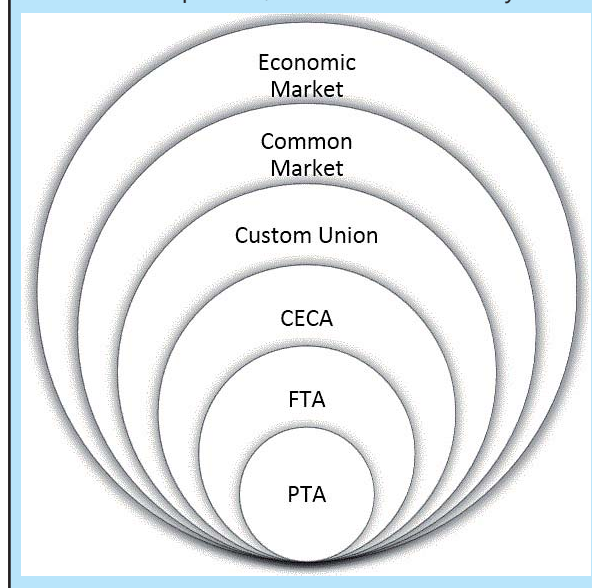 Economic
Market
Common
Market
Custom Union
CECA
FTA
PTA